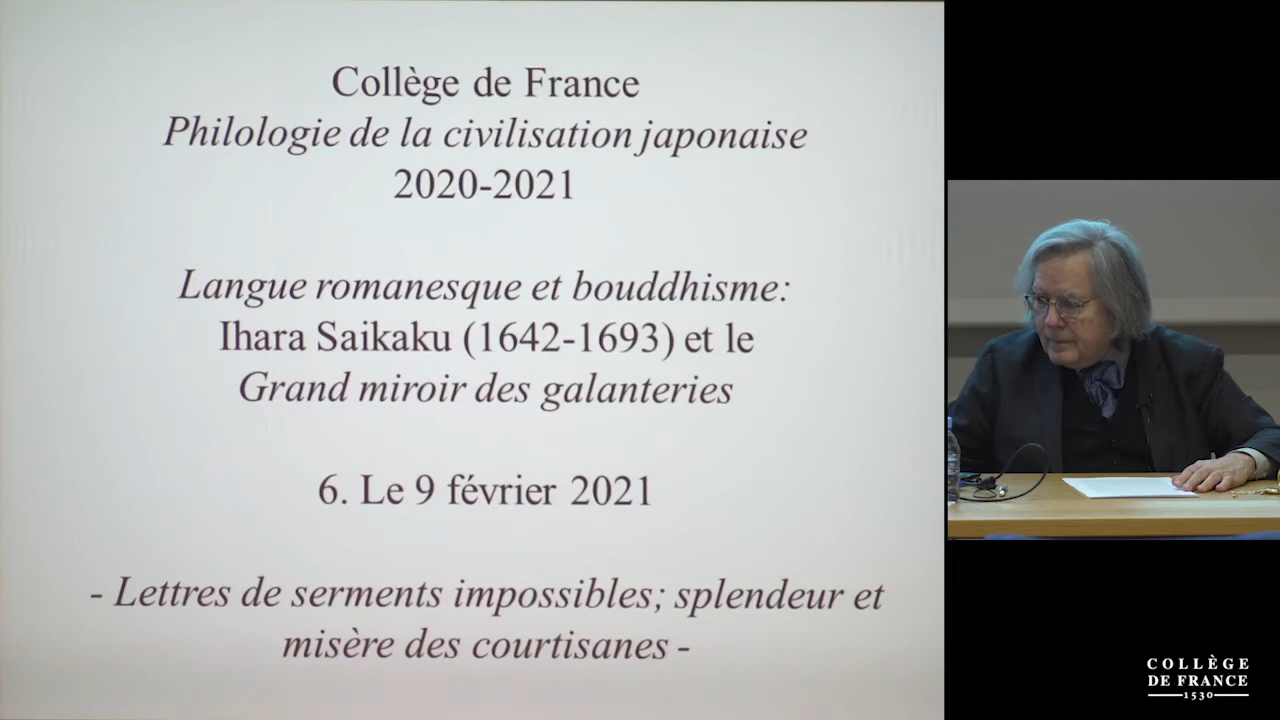 Collège de France
Philologie de la civilisation japonaise
2020-2021
Langue romanesque et bouddhisme:
Ihara Saikaku (1642-1693) et le
Grand miroir des galanteries
6. Le 9 février 2021
- Lettres de serments impossibles; splendeur et
misère des courtisanes -
COLLÈGE
DE FRANCE
1530